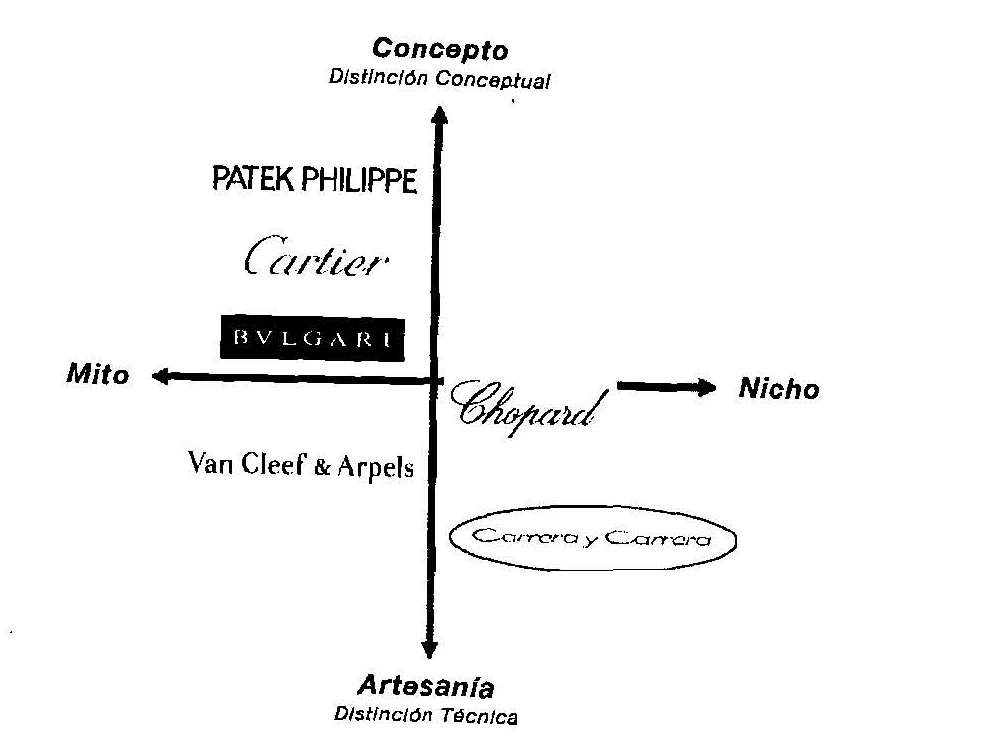 Concepto
Distinción Conceptual
PATEK PHILIPPE
Cartier
BVLGARI
Mito
Chopard
Nicho
Van Cleef & Arpels
Carrera y Carrera
Artesanía
Distinción Técnica